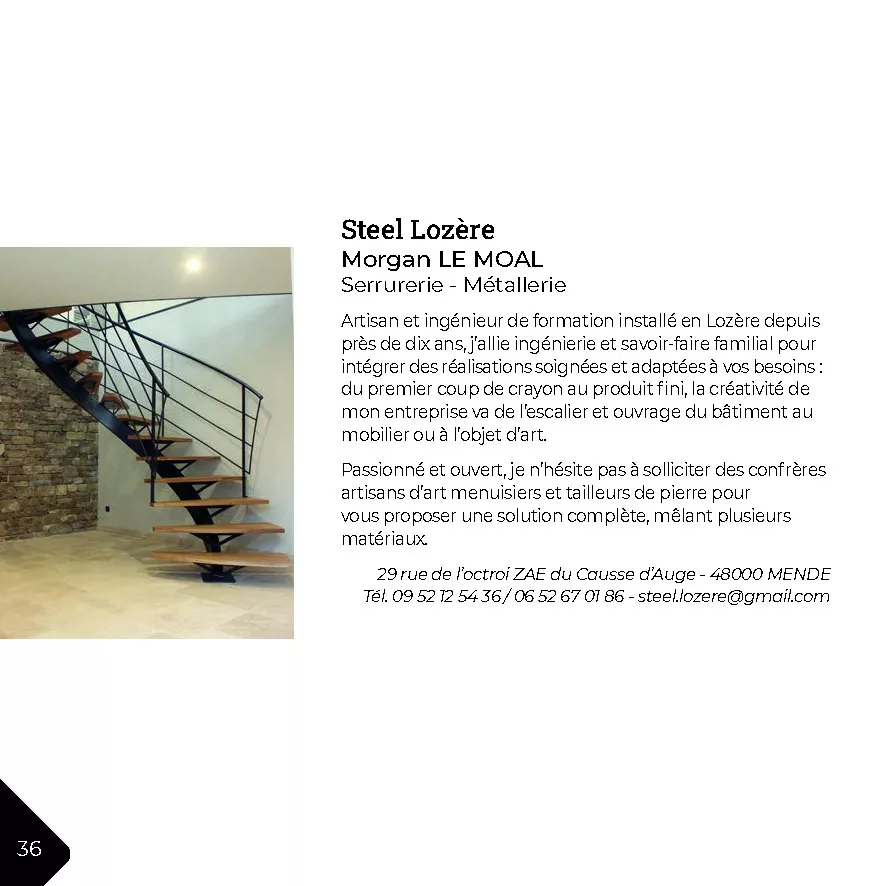 Steel Lozère
Morgan LE MOAL
Serrurerie - Métallerie
Artisan et ingénieur de formation installé en Lozère depuis
près de dix ans, j’allie ingénierie et savoir-faire familial pour
intégrer des réalisations soignées et adaptées à vos besoins :
du premier coup de crayon au produit fini, la créativité de
mon entreprise va de l’escalier et ouvrage du bâtiment au
mobilier ou à l’objet d’art.
Passionné et ouvert, je n’hésite pas à solliciter des confrères
artisans d’art menuisiers et tailleurs de pierre pour
vous proposer une solution complète, mêlant plusieurs
matériaux.
29 rue de l’octroi ZAE du Causse d’Auge - 48000 MENDE
Tél. 09 52 12 54 36 / 06 52 67 01 86 - steel.lozere@gmail.com
36